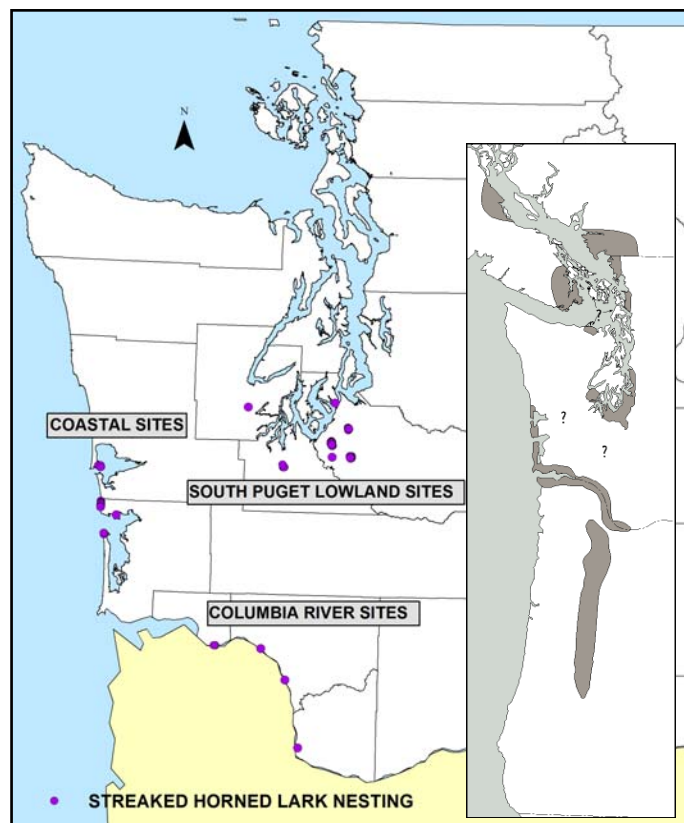 N
COASTAL SITES
SOUTH PUGET LOWLAND SITES
COLUMBIA RIVER SITES
STREAKED HORNED LARK NESTING
?
?
?